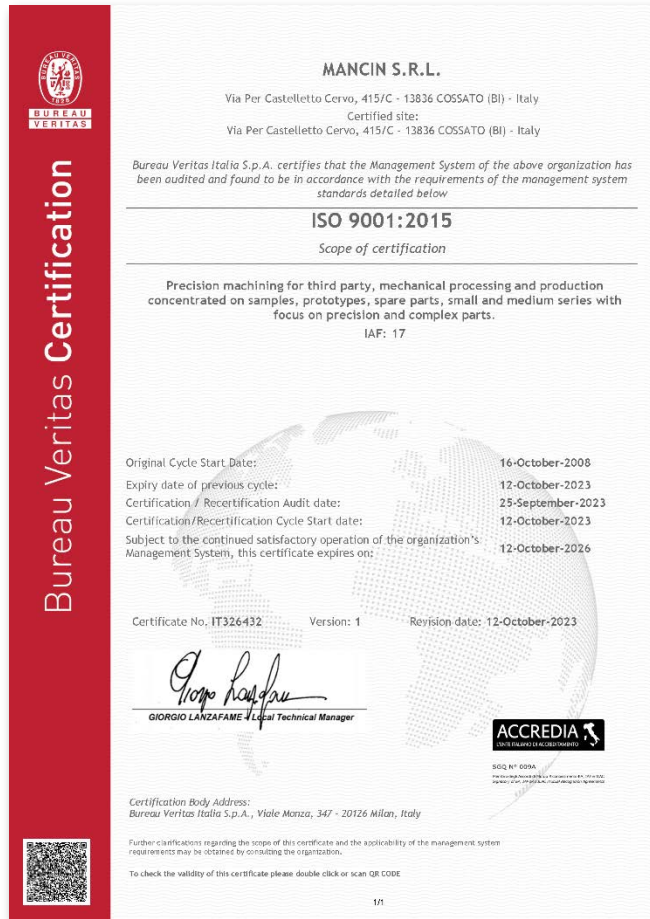 BUREAU VERITAS
1828
BUREAU
VERITAS
Bureau Veritas Certification
MANCIN S.R.L.
Via Per Castelletto Cervo, 415/C - 13836 COSSATO (BI) - Italy
Certified site:
Via Per Castelletto Cervo, 415/C - 13836 COSSATO (BI) - Italy
Bureau Veritas Italia S.p.A. certifies that the Management System of the above organization has
been audited and found to be in accordance with the requirements of the management system
standards detailed below
ISO 9001:2015
Scope of certification
Precision machining for third party, mechanical processing and production
concentrated on samples, prototypes, spare parts, small and medium series with
focus on precision and complex parts.
IAF: 17
Original Cycle Start Date: 16-October-2008
Expiry date of previous cycle: 12-October-2023
Certification / Recertification Audit date: 25-September-2023
Certification/Recertification Cycle Start date: 12-October-2023
Subject to the continued satisfactory operation of the organization's
Management System, this certificate expires on: 12-October-2026
Certificate No. IT326432 Version: 1 Revision date: 12-October-2023
GIORGIO LANZAFAME - Local Technical Manager
ACCREDIA
L'ENTE ITALIANO DI ACCREDITAMENTO
SGQ N° 009A
Certification Body Address:
Bureau Veritas Italia S.p.A., Viale Monza, 347 - 20126 Milan, Italy
Further clarifications regarding the scope of this certificate and the applicability of the management system
requirements may be obtained by consulting the organization.
To check the validity of this certificate please double click or scan QR CODE
1/1